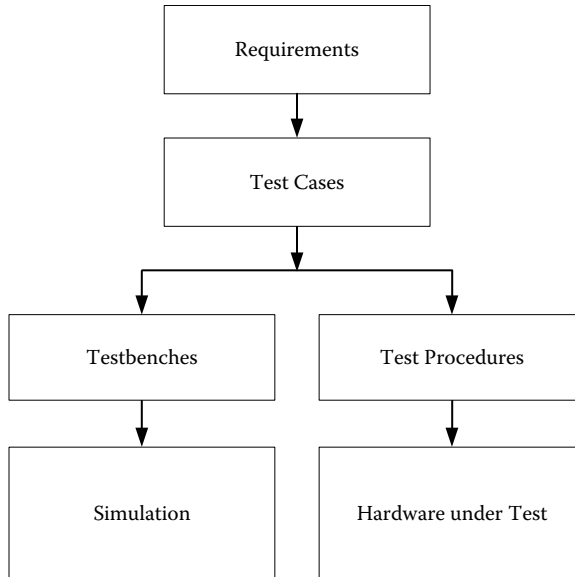 Requirements
Test Cases
Testbenches
Test Procedures
Simulation
Hardware under Test